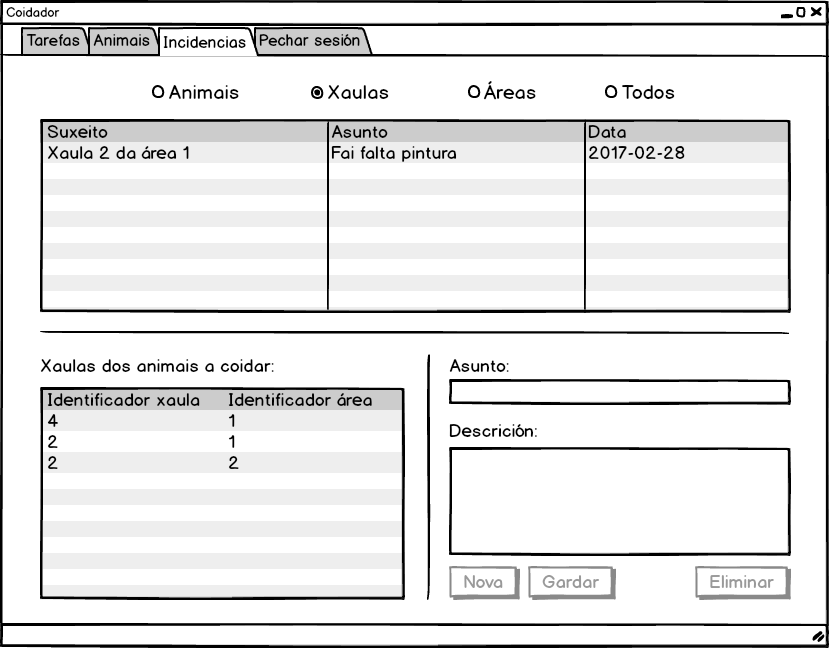 Coidador
Tarefas Animais Incidencias Pechar sesión
Animais Xaulas Áreas Todos
Suxeito Asunto Data
Xaula 2 da área 1 Fai falta pintura 2017-02-28
Xaulas dos animais a coidar:
Identificador xaula Identificador área
4 1
2 1
2 2
Asunto:
Descrición:
Nova Gardar Eliminar